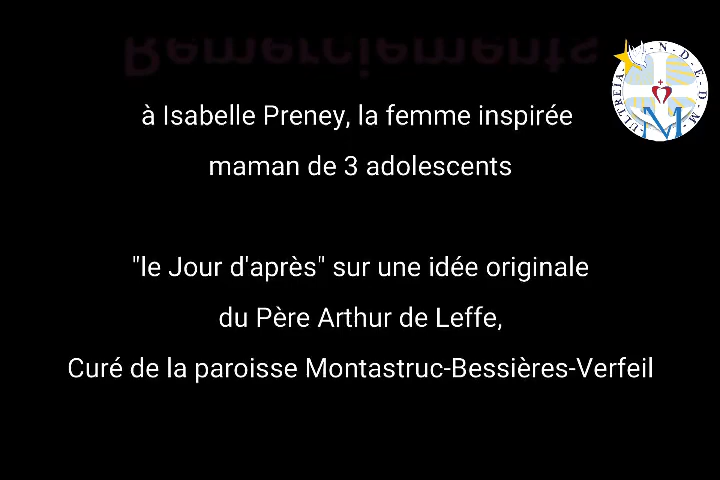 Remerciements
à Isabelle Preney, la femme inspirée
maman de 3 adolescents
"le Jour d'après" sur une idée originale
du Père Arthur de Leffe,
Curé de la paroisse Montastruc-Bessières-Verfeil